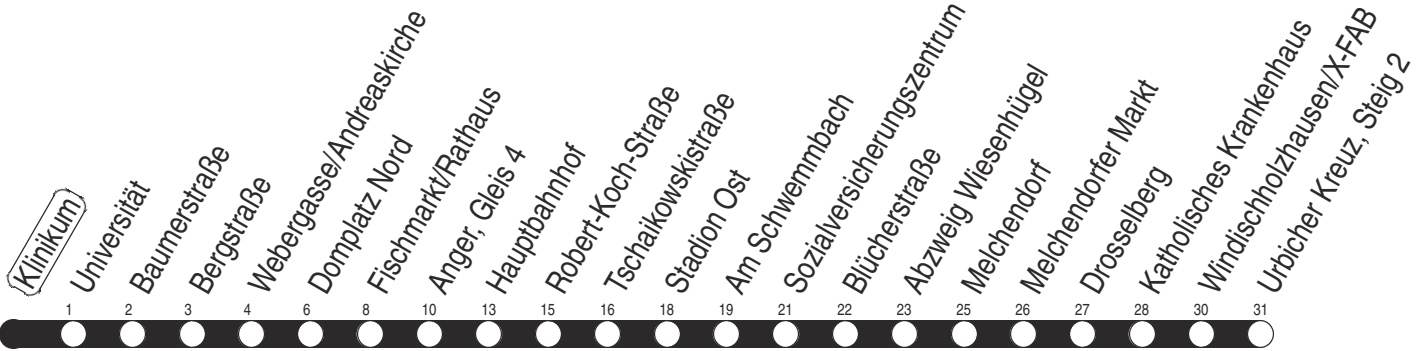 Klinikum
Universität
Baumerstraße
Bergstraße
Webergasse/Andreaskirche
Domplatz Nord
Fischmarkt/Rathaus
Anger, Gleis 4
Hauptbahnhof
Robert-Koch-Straße
Tschaikowskistraße
Stadion Ost
Am Schwemmbach
Sozialversicherungszentrum
Blücherstraße
Abzweig Wiesenhügel
Melchendorf
Melchendorfer Markt
Drosselberg
Katholisches Krankenhaus
Windischholzhausen/X-FAB
Urbicher Kreuz, Steig 2
1 2 3 4 6 8 10 13 15 16 18 19 21 22 23 25 26 27 28 30 31